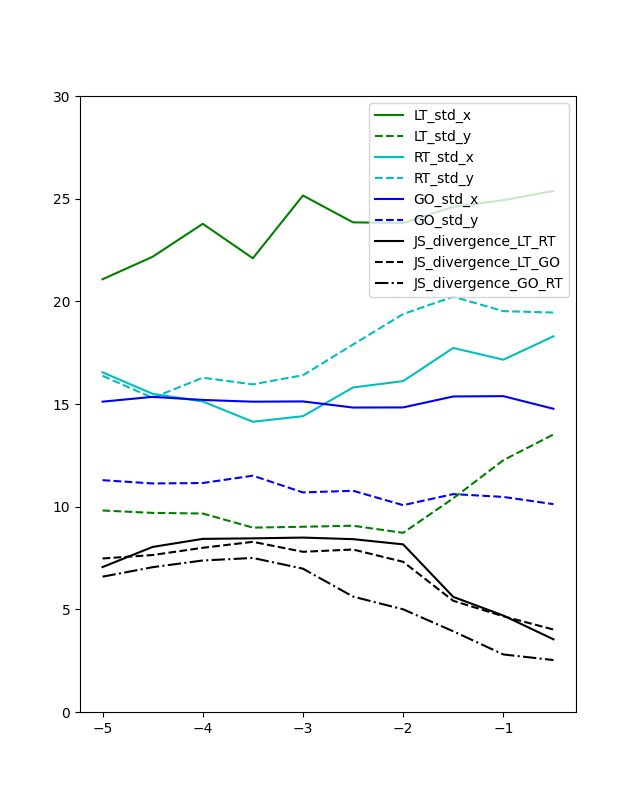 30
25
20
15
10
5
0
LT_std_x
LT_std_y
RT_std_x
RT_std_y
GO_std_x
GO_std_y
JS_divergence_LT_RT
JS_divergence_LT_GO
JS_divergence_GO_RT
−5 −4 −3 −2 −1